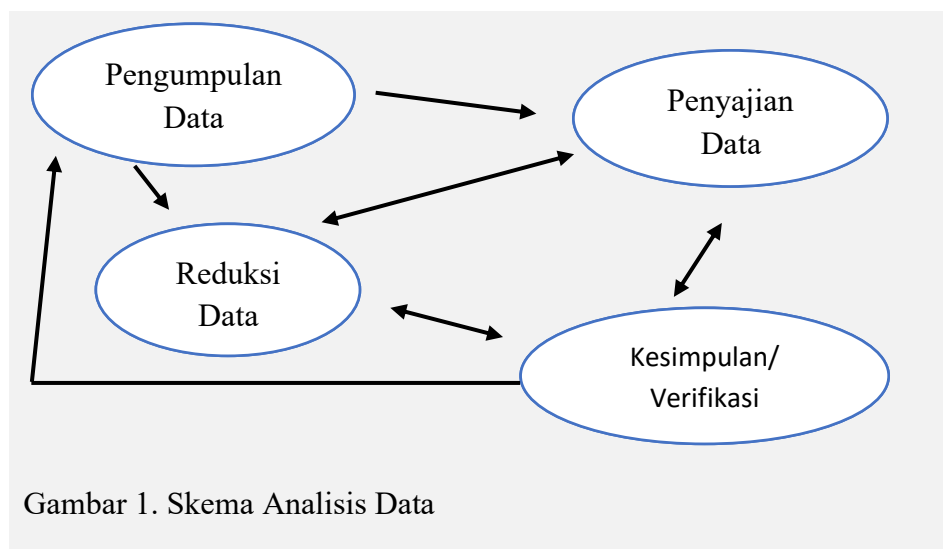 Pengumpulan
Data
Penyajian
Data
Reduksi
Data
Kesimpulan/
Verifikasi
Gambar 1. Skema Analisis Data